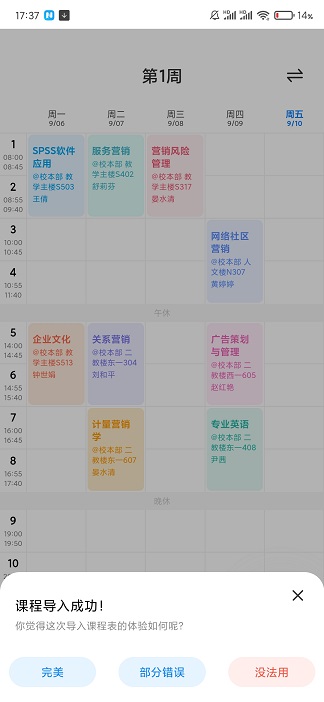 17:37
14%
第1周
周一
9/06
周二
9/07
周三
9/08
周四
9/09
周五
9/10
1
08:00
08:45
SPSS软件
应用
@校本部 教
学主楼S503
王倩
服务营销
@校本部 教
学主楼S402
舒莉芬
营销风险
管理
@校本部 教
学主楼S317
晏水清
2
08:55
09:40
3
10:00
10:45
网络社区
营销
@校本部 人
文楼N307
黄婷婷
4
10:55
11:40
午休
5
14:00
14:45
企业文化
@校本部 教
学主楼S513
钟世娟
关系营销
@校本部 二
教楼东一304
刘和平
广告策划
与管理
@校本部 二
教楼西一605
赵红艳
6
14:55
15:40
7
16:00
16:45
计量营销
学
@校本部 二
教楼东一607
晏水清
专业英语
@校本部 二
教楼东一408
尹茜
8
16:55
17:40
晚休
9
19:00
19:50
10
课程导入成功！
你觉得这次导入课程表的体验如何呢?
完美
部分错误
没法用